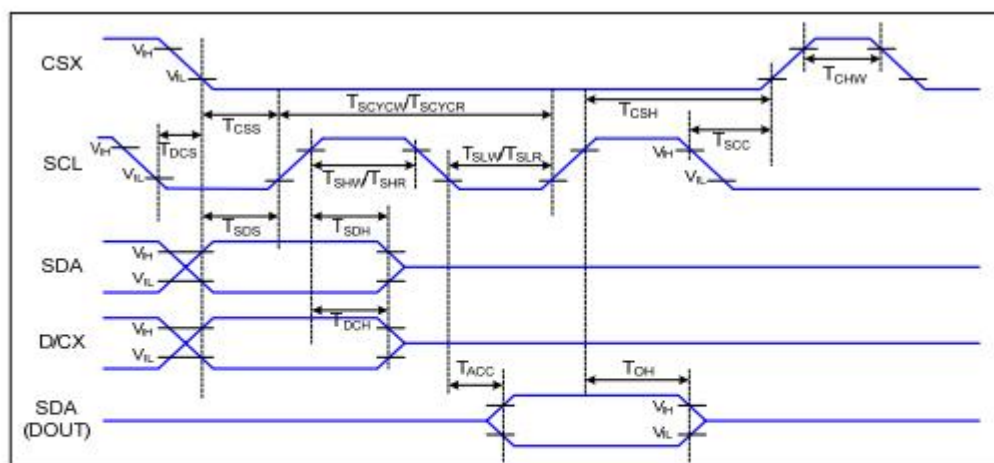 CSX
VIH
VIL
TCHW
TSCYCW/TSCYCR
TCSS
TCSH
TDCS
TSCC
SCL
VIH
VIL
TSLW/TSLR
VIH
VIL
TSHW/TSHR
TSDS
TSDH
SDA
VIH
VIL
TDCH
D/CX
VIH
VIL
TACC
TOH
SDA
(DOUT)
VIH
VIL